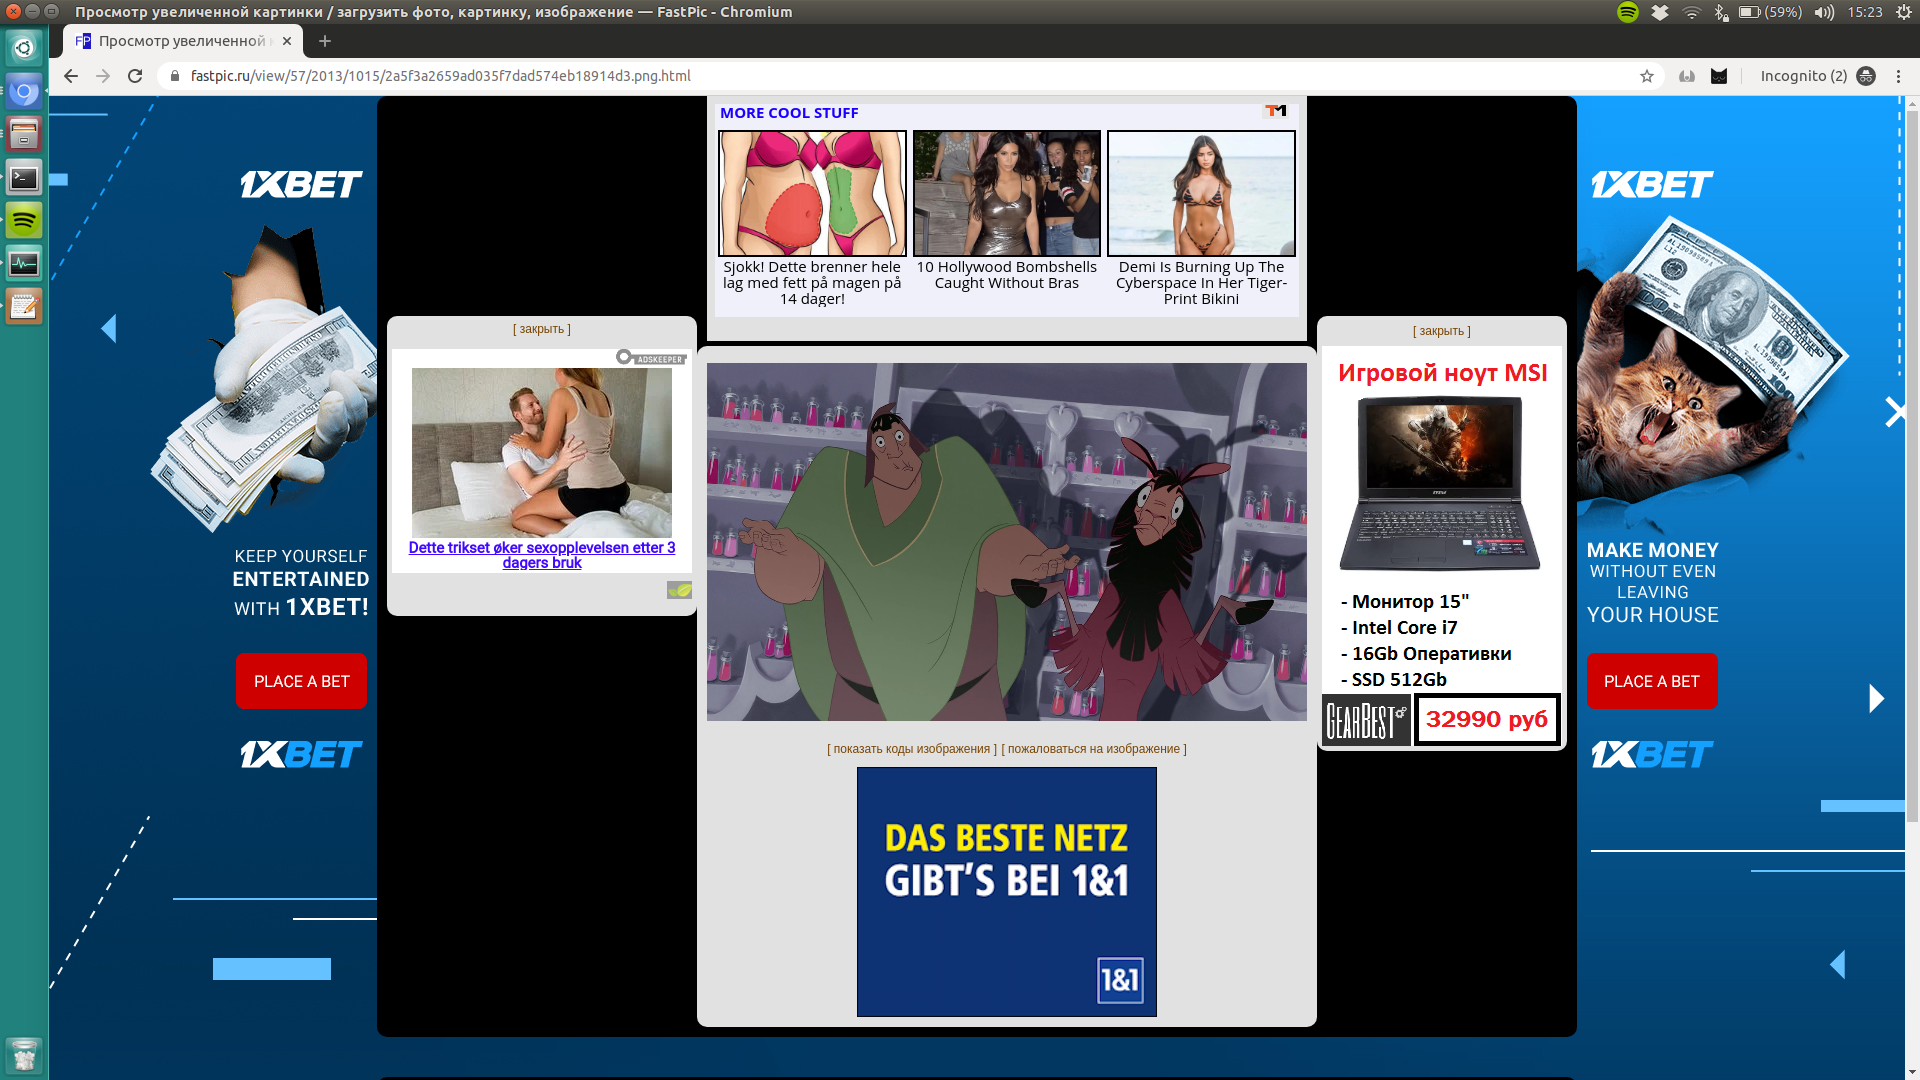 Просмотр увеличенной картинки / загрузить фото, картинку, изображение — FastPic - Chromium
(59%)
15:23
FP
Просмотр увеличенной
fastpic.ru/view/57/2013/1015/2a5f3a2659ad035f7dad574eb18914d3.png.html
Incognito (2)
1XBET
KEEP YOURSELF
ENTERTAINED
WITH 1XBET!
PLACE A BET
1XBET
[ закрыть ]
ADSKEEPER
Dette trikset øker sexopplevelsen etter 3
dagers bruk
MORE COOL STUFF
Sjokk! Dette brenner hele
lag med fett på magen på
14 dager!
10 Hollywood Bombshells
Caught Without Bras
Demi Is Burning Up The
Cyberspace In Her Tiger-
Print Bikini
[ показать коды изображения ] [ пожаловаться на изображение ]
DAS BESTE NETZ
GIBT'S BEI 1&1
1&1
[ закрыть ]
Игровой ноут MSI
- Монитор 15"
- Intel Core i7
- 16Gb Оперативки
- SSD 512Gb
GEARBEST
32990 руб
1XBET
MAKE MONEY
WITHOUT EVEN
LEAVING
YOUR HOUSE
PLACE A BET
1XBET